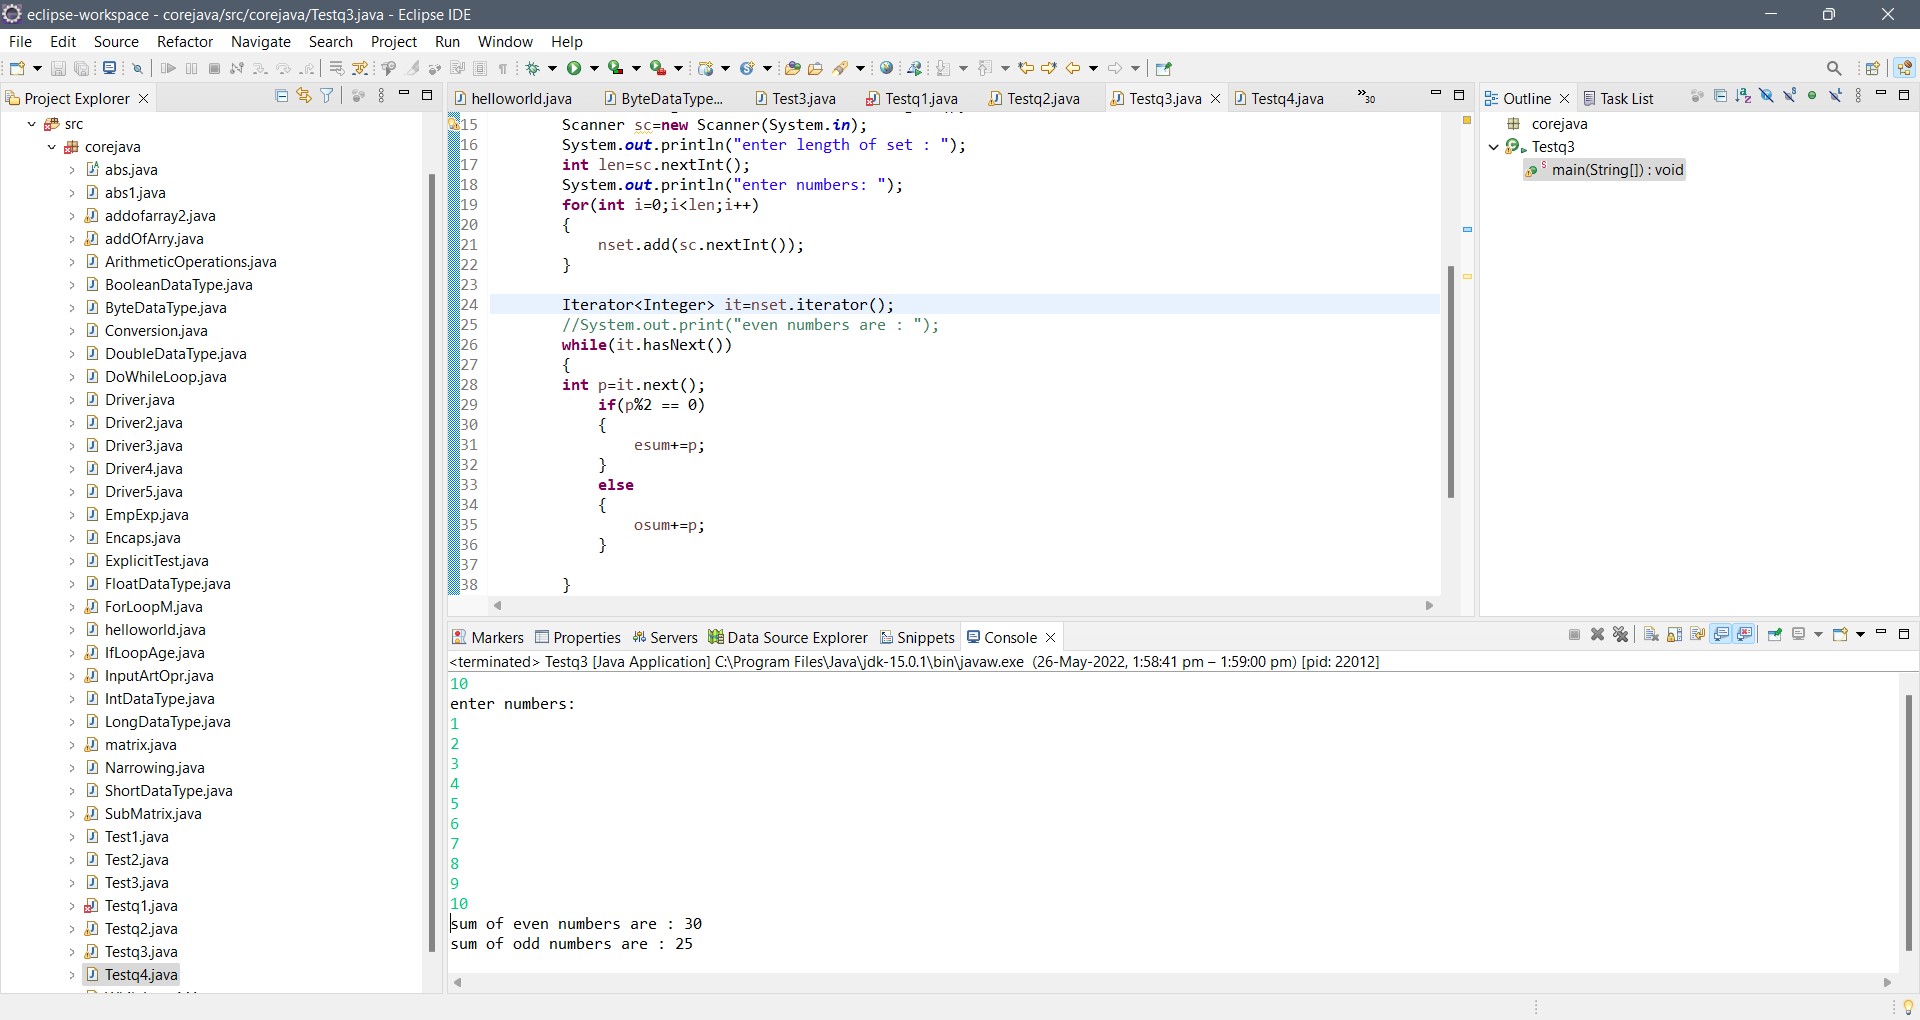 eclipse-workspace - corejava/src/corejava/Testq3.java - Eclipse IDE
File Edit Source Refactor Navigate Search Project Run Window Help
Project Explorer
src
corejava
abs.java
abs1.java
addofarray2.java
addOfArry.java
ArithmeticOperations.java
BooleanDataType.java
ByteDataType.java
Conversion.java
DoubleDataType.java
DoWhileLoop.java
Driver.java
Driver2.java
Driver3.java
Driver4.java
Driver5.java
EmpExp.java
Encaps.java
ExplicitTest.java
FloatDataType.java
ForLoopM.java
helloworld.java
IfLoopAge.java
InputArtOpr.java
IntDataType.java
LongDataType.java
matrix.java
Narrowing.java
ShortDataType.java
SubMatrix.java
Test1.java
Test2.java
Test3.java
Testq1.java
Testq2.java
Testq3.java
Testq4.java
helloworld.java ByteDataType... Test3.java Testq1.java Testq2.java Testq3.java Testq4.java »30
15 Scanner sc=new Scanner(System.in);
16 System.out.println("enter length of set : ");
17 int len=sc.nextInt();
18 System.out.println("enter numbers: ");
19 for(int i=0;i<len;i++)
20 {
21 nset.add(sc.nextInt());
22 }
23
24 Iterator<Integer> it=nset.iterator();
25 //System.out.print("even numbers are : ");
26 while(it.hasNext())
27 {
28 int p=it.next();
29 if(p%2 == 0)
30 {
31 esum+=p;
32 }
33 else
34 {
35 osum+=p;
36 }
37
38 }
Outline Task List
corejava
Testq3
main(String[]) : void
Markers Properties Servers Data Source Explorer Snippets Console
<terminated> Testq3 [Java Application] C:\Program Files\Java\jdk-15.0.1\bin\javaw.exe (26-May-2022, 1:58:41 pm – 1:59:00 pm) [pid: 22012]
10
enter numbers:
1
2
3
4
5
6
7
8
9
10
sum of even numbers are : 30
sum of odd numbers are : 25